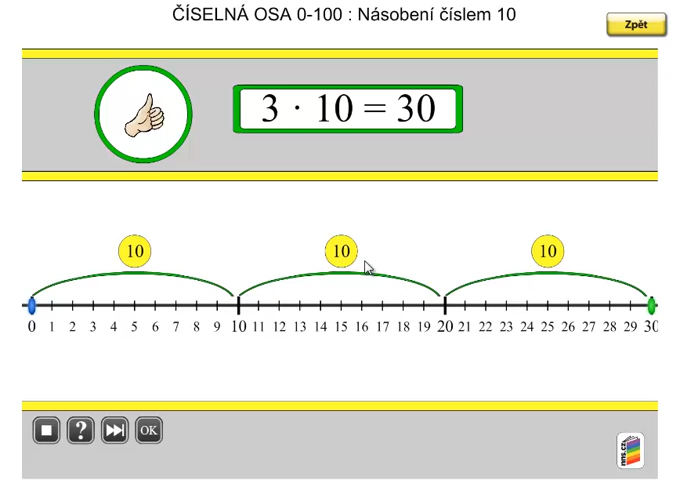 ČÍSELNÁ OSA 0-100 : Násobení číslem 10
Zpět
3 · 10 = 30
10 10 10
0 1 2 3 4 5 6 7 8 9 10 11 12 13 14 15 16 17 18 19 20 21 22 23 24 25 26 27 28 29 30
? OK
nns.cz